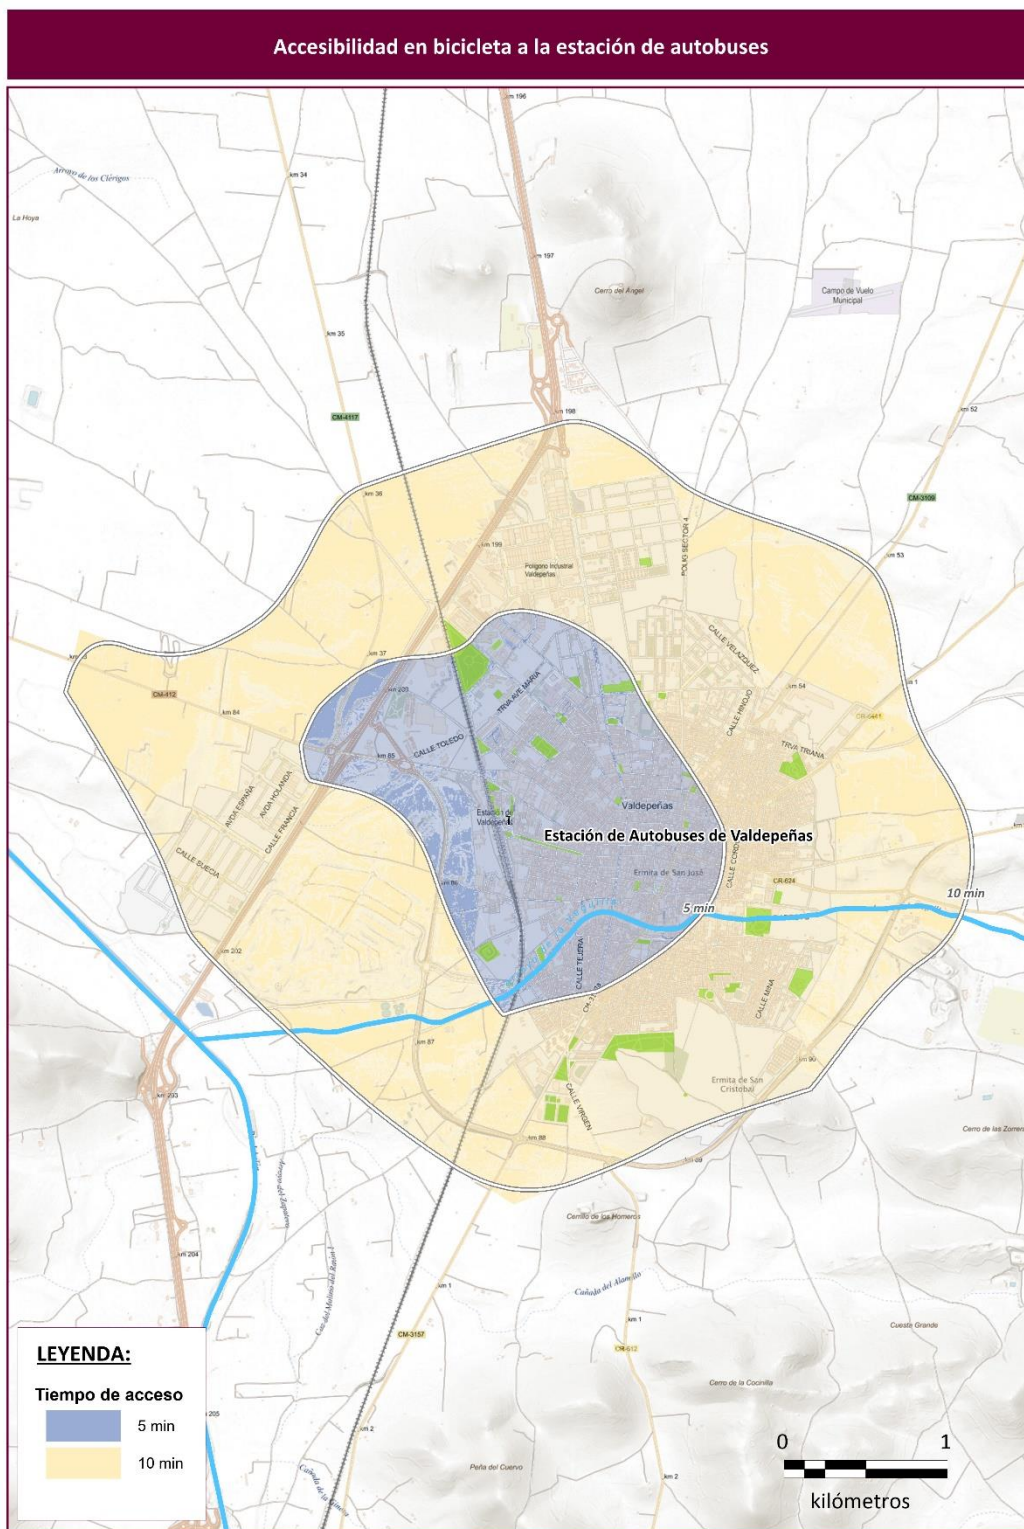 Accesibilidad en bicicleta a la estación de autobuses
km 196
Arroyo de los Clérigos
km 34
La Hoya
km 197
Cerro del Ángel
Campo de Vuelo
Municipal
km 35
km 198
km 52
CM-4117
km 38
CM-3109
km 199
POLIG SECTOR 4
km 53
Polígono Industrial
Valdepeñas
CALLE VELAZQUEZ
km 37
CM-412
km 84
TRVA AVE MARIA
CALLE HINOJO
km 54
CALLE TOLEDO
km 85
TRVA TRIANA
AVDA ESPAÑA
AVDA HOLANDA
CALLE FRANCIA
Valdepeñas
Estación de
Valdepeñas
Estación de Autobuses de Valdepeñas
CALLE SUECIA
Ermita de San José
km 86
CR-624
10 min
5 min
km 202
CALLE TEJERA
CALLE MINA
km 87
km 90
Ermita de San
Cristobal
CALLE VIRGEN
km 203
km 88
km 89
Cerrillo de los Homeros
km 204
km 1
Cañada del Alamillo
km 1
Cuesta Grande
CM-3157
CR-612
Cerro de la Cocinilla
LEYENDA:
Tiempo de acceso
5 min
10 min
km 205
km 2
Peña del Cuervo
km 2
0 1
kilómetros